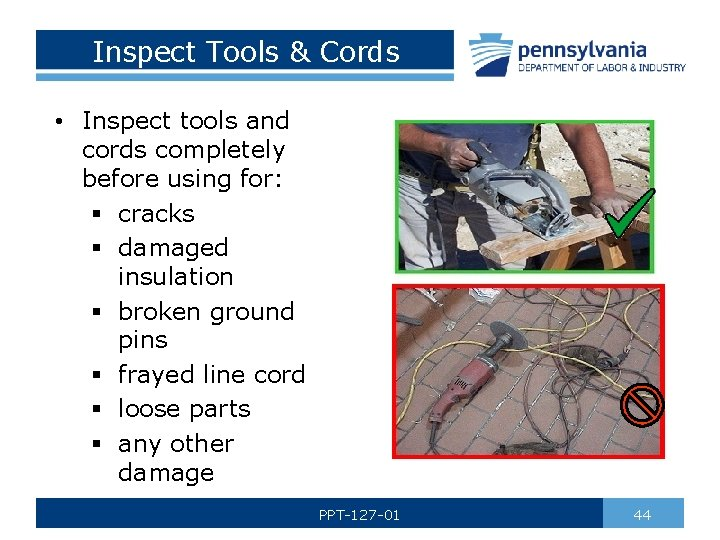 Inspect Tools & Cords
pennsylvania
DEPARTMENT OF LABOR & INDUSTRY
• Inspect tools and
cords completely
before using for:
▪ cracks
▪ damaged
insulation
▪ broken ground
pins
▪ frayed line cord
▪ loose parts
▪ any other
damage
PPT-127-01
44